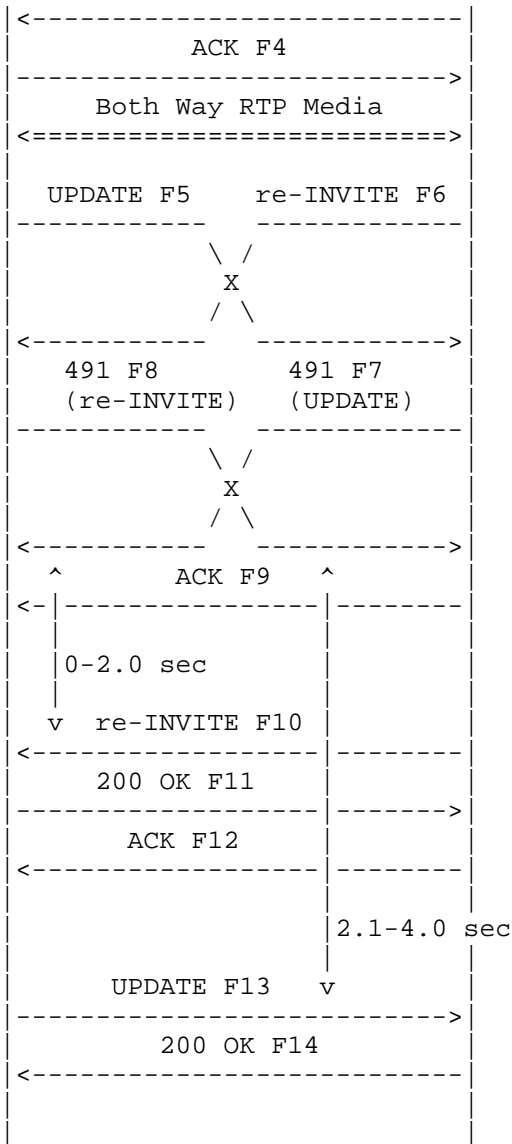 ACK F4
Both Way RTP Media
UPDATE F5 re-INVITE F6
X
491 F8 491 F7
(re-INVITE) (UPDATE)
X
ACK F9
0-2.0 sec
v re-INVITE F10
200 OK F11
ACK F12
2.1-4.0 sec
UPDATE F13 v
200 OK F14